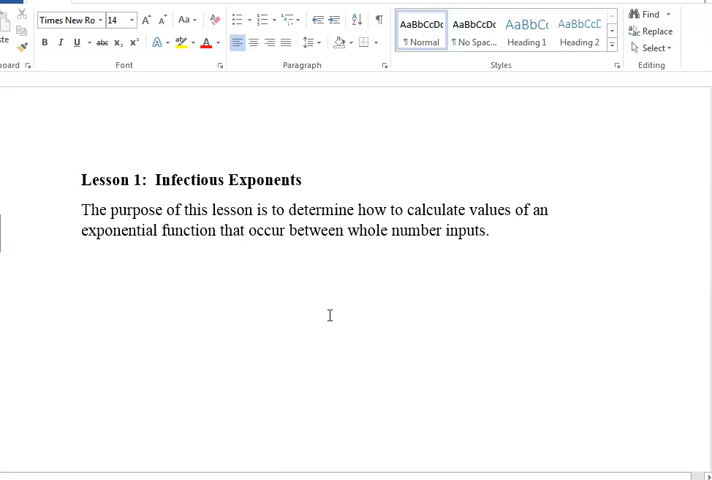 Times New Ro 14 Aa AaBbCcDc AaBbCcDc AaBbCc AaBbCcD Find
B I U abc X₂ X² A A ¶ Normal ¶ No Spac... Heading 1 Heading 2 Replace
Select
Font Paragraph Styles Editing
Lesson 1: Infectious Exponents
The purpose of this lesson is to determine how to calculate values of an
exponential function that occur between whole number inputs.